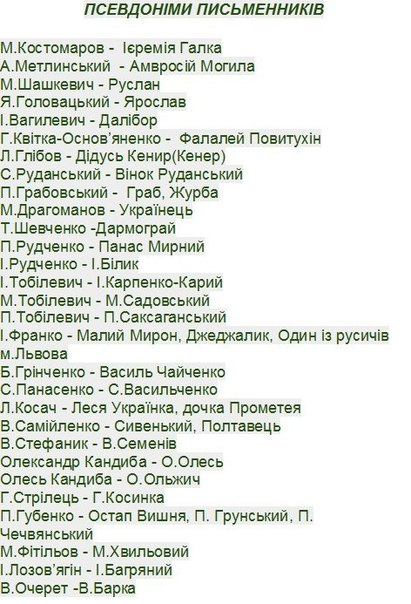 ПСЕВДОНІМИ ПИСЬМЕННИКІВ
М.Костомаров - Ієремія Галка
А.Метлинський - Амвросій Могила
М.Шашкевич - Руслан
Я.Головацький - Ярослав
І.Вагилевич - Далібор
Г.Квітка-Основ'яненко - Фалалей Повитухін
Л.Глібов - Дідусь Кенир(Кенер)
С.Руданський - Вінок Руданський
П.Грабовський - Граб, Журба
М.Драгоманов - Українець
Т.Шевченко -Дармограй
П.Рудченко - Панас Мирний
І.Рудченко - І.Білик
І.Тобілевич - І.Карпенко-Карий
М.Тобілевич - М.Садовський
П.Тобілевич - П.Саксаганський
І.Франко - Малий Мирон, Джеджалик, Один із русичів
м.Львова
Б.Грінченко - Василь Чайченко
С.Панасенко - С.Васильченко
Л.Косач - Леся Українка, дочка Прометея
В.Самійленко - Сивенький, Полтавець
В.Стефаник - В.Семенів
Олександр Кандиба - О.Олесь
Олесь Кандиба - О.Ольжич
Г.Стрілець - Г.Косинка
П.Губенко - Остап Вишня, П. Грунський, П.
Чечвянський
М.Фітільов - М.Хвильовий
І.Лозов'ягін - І.Багряний
В.Очерет -В.Барка